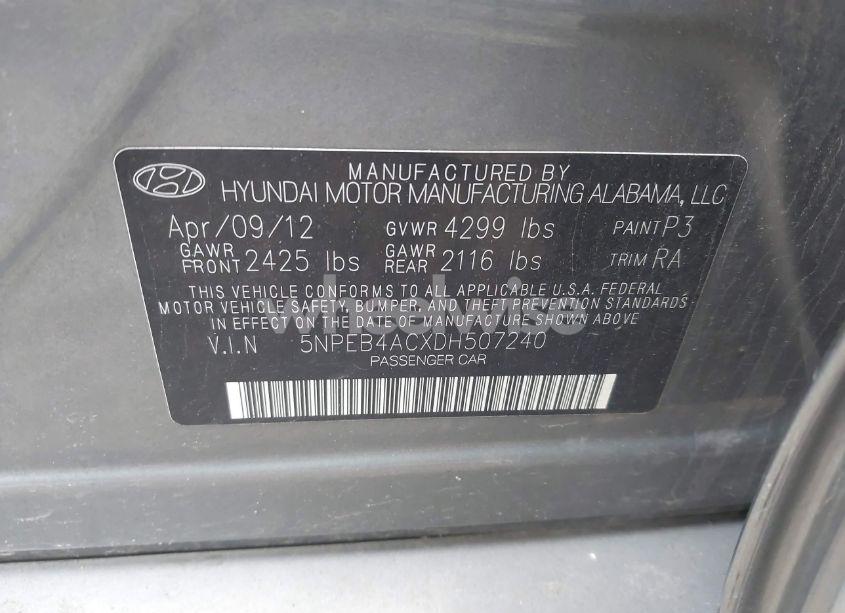 MANUFACTURED BY
HYUNDAI MOTOR MANUFACTURING ALABAMA, LLC
Apr/09/12 GVWR 4299 lbs PAINT P3
GAWR FRONT 2425 lbs GAWR REAR 2116 lbs TRIM RA
THIS VEHICLE CONFORMS TO ALL APPLICABLE U.S.A. FEDERAL
MOTOR VEHICLE SAFETY, BUMPER, AND THEFT PREVENTION STANDARDS
IN EFFECT ON THE DATE OF MANUFACTURE SHOWN ABOVE
V.I.N 5NPEB4ACXDH507240
PASSENGER CAR
wheelwise